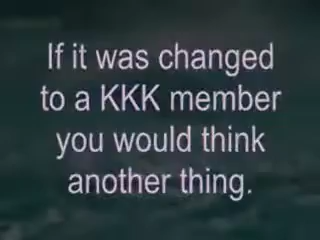 If it was changed
to a KKK member
you would think
another thing.